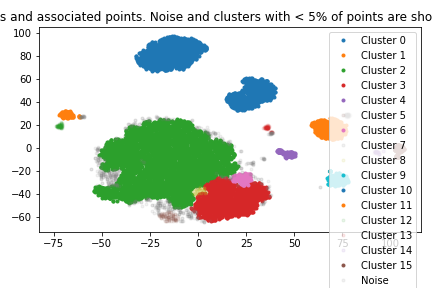 s and associated points. Noise and clusters with < 5% of points are sho
100
80
60
40
20
0
−20
−40
−60
−75 −50 −25 0 25 50 75 100
Cluster 0
Cluster 1
Cluster 2
Cluster 3
Cluster 4
Cluster 5
Cluster 6
Cluster 7
Cluster 8
Cluster 9
Cluster 10
Cluster 11
Cluster 12
Cluster 13
Cluster 14
Cluster 15
Noise